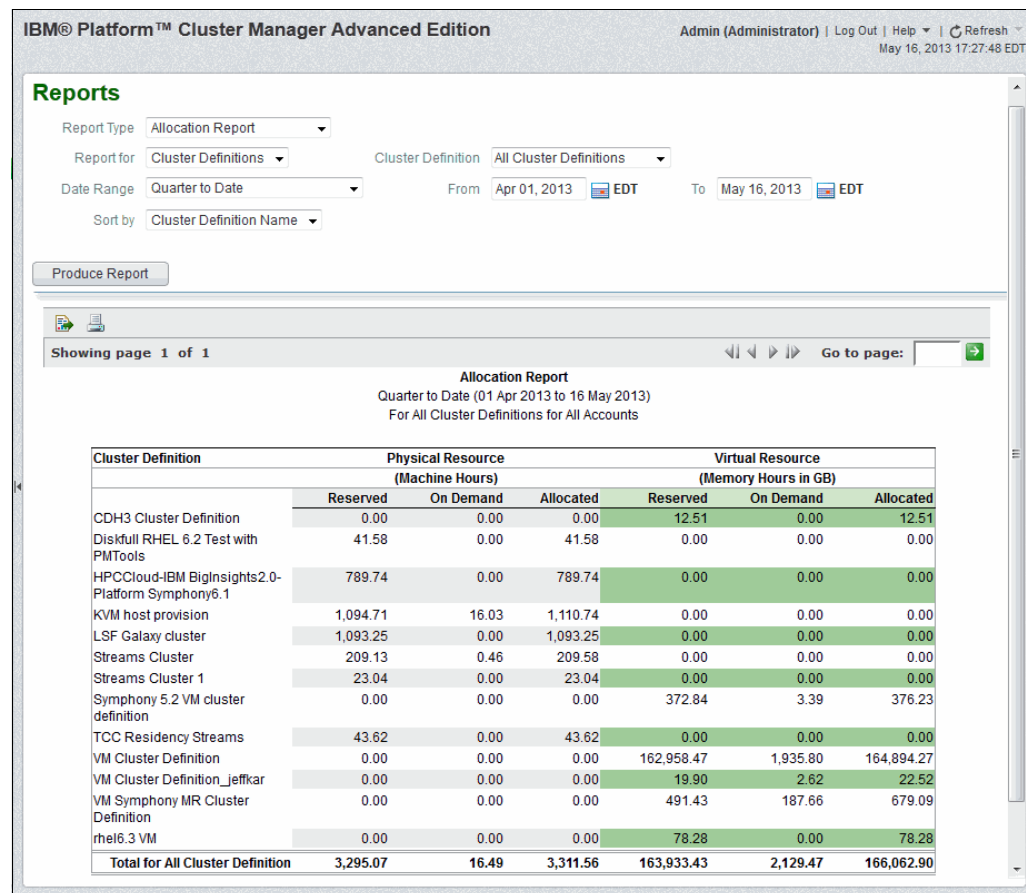 IBM® Platform™ Cluster Manager Advanced Edition
Admin (Administrator) | Log Out | Help | Refresh
May 16, 2013 17:27:48 EDT
Reports
Report Type Allocation Report
Report for Cluster Definitions Cluster Definition All Cluster Definitions
Date Range Quarter to Date From Apr 01, 2013 EDT To May 16, 2013 EDT
Sort by Cluster Definition Name
Produce Report
Showing page 1 of 1 Go to page:
Allocation Report
Quarter to Date (01 Apr 2013 to 16 May 2013)
For All Cluster Definitions for All Accounts
Cluster Definition Physical Resource Virtual Resource
(Machine Hours) (Memory Hours in GB)
Reserved On Demand Allocated Reserved On Demand Allocated
CDH3 Cluster Definition 0.00 0.00 0.00 12.51 0.00 12.51
Diskfull RHEL 6.2 Test with 41.58 0.00 41.58 0.00 0.00 0.00
PMTools
HPCCloud-IBM BigInsights2.0- 789.74 0.00 789.74 0.00 0.00 0.00
Platform Symphony6.1
KVM host provision 1,094.71 16.03 1,110.74 0.00 0.00 0.00
LSF Galaxy cluster 1,093.25 0.00 1,093.25 0.00 0.00 0.00
Streams Cluster 209.13 0.46 209.58 0.00 0.00 0.00
Streams Cluster 1 23.04 0.00 23.04 0.00 0.00 0.00
Symphony 5.2 VM cluster 0.00 0.00 0.00 372.84 3.39 376.23
definition
TCC Residency Streams 43.62 0.00 43.62 0.00 0.00 0.00
VM Cluster Definition 0.00 0.00 0.00 162,958.47 1,935.80 164,894.27
VM Cluster Definition_jeffkar 0.00 0.00 0.00 19.90 2.62 22.52
VM Symphony MR Cluster 0.00 0.00 0.00 491.43 187.66 679.09
Definition
rhel6.3 VM 0.00 0.00 0.00 78.28 0.00 78.28
Total for All Cluster Definition 3,295.07 16.49 3,311.56 163,933.43 2,129.47 166,062.90